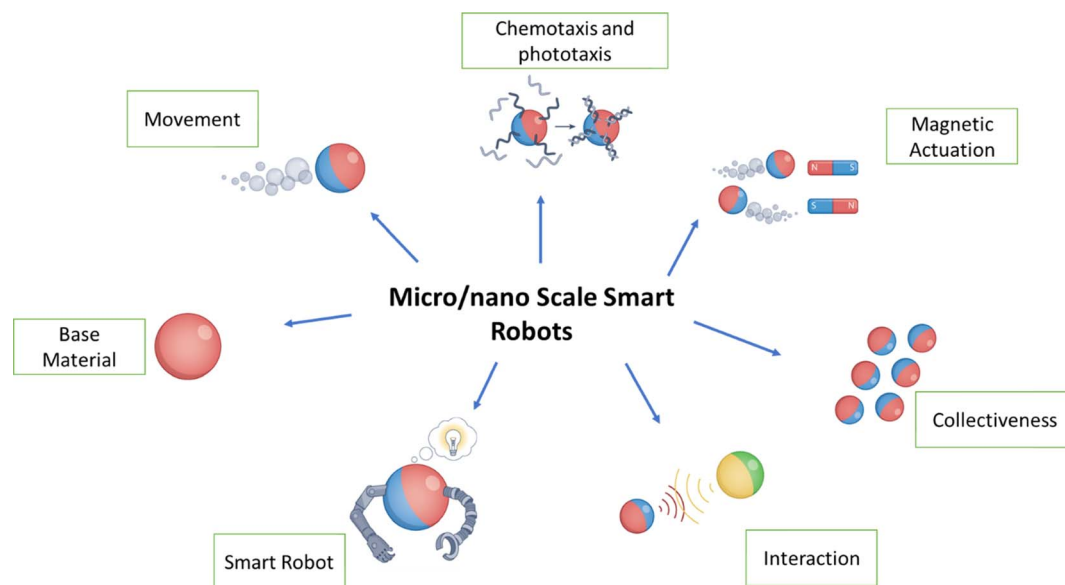 Chemotaxis and
phototaxis
Movement
Magnetic
Actuation
N S
S N
Micro/nano Scale Smart
Robots
Base
Material
Collectiveness
Smart Robot
Interaction